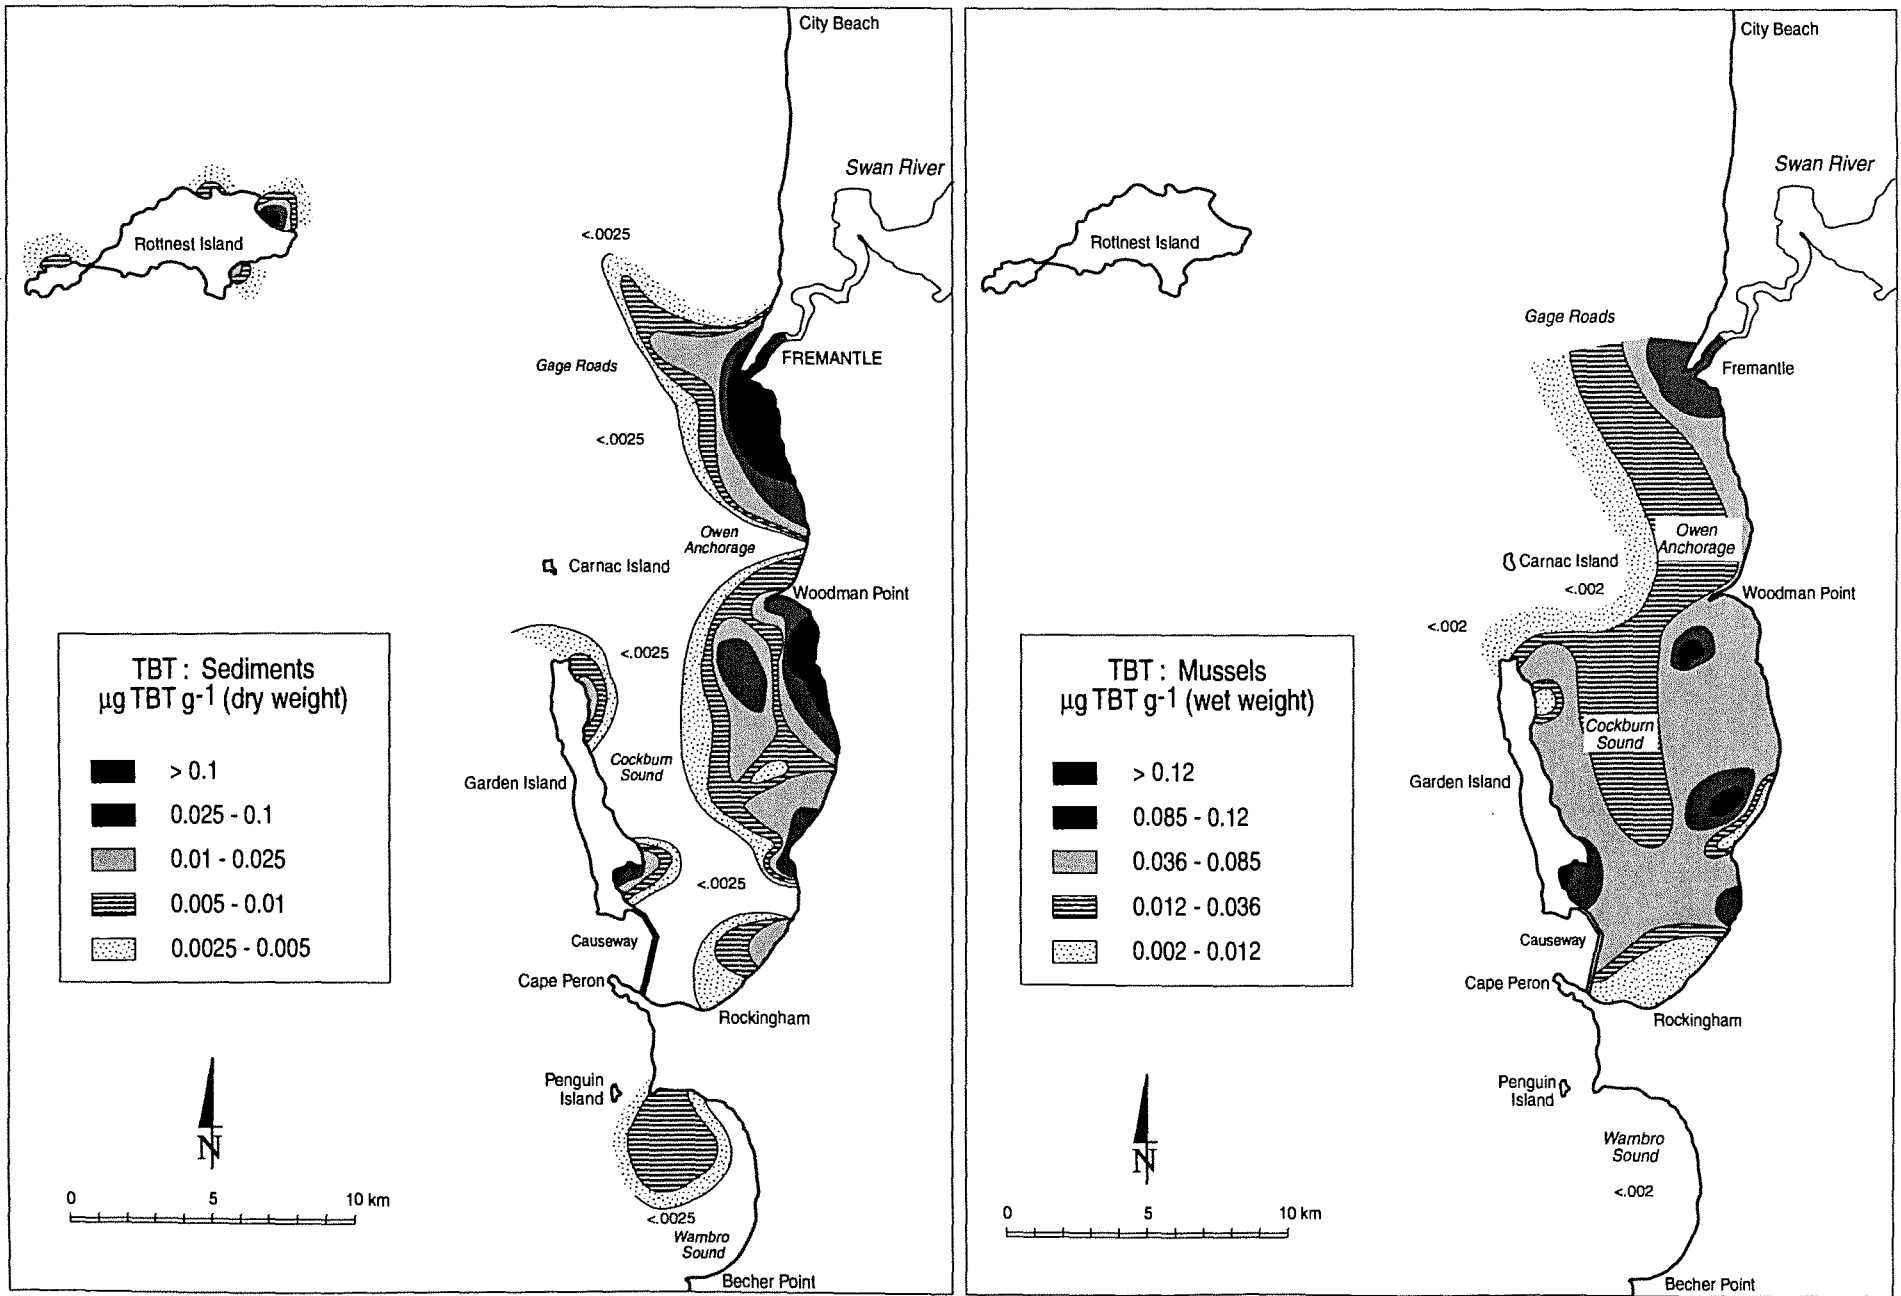 City Beach
Swan River
Rottnest Island
<.0025
Gage Roads
FREMANTLE
<.0025
Owen
Anchorage
Carnac Island
Woodman Point
<.0025
TBT : Sediments
µg TBT g-1 (dry weight)
> 0.1
0.025 - 0.1
0.01 - 0.025
0.005 - 0.01
0.0025 - 0.005
Cockburn
Sound
Garden Island
<.0025
Causeway
Cape Peron
Rockingham
Penguin
Island
N
0 5 10 km
<.0025
Wambro
Sound
Becher Point
City Beach
Swan River
Rottnest Island
Gage Roads
Fremantle
Owen
Anchorage
Carnac Island
<.002
Woodman Point
<.002
TBT : Mussels
µg TBT g-1 (wet weight)
> 0.12
0.085 - 0.12
0.036 - 0.085
0.012 - 0.036
0.002 - 0.012
Cockburn
Sound
Garden Island
Causeway
Cape Peron
Rockingham
Penguin
Island
N
Wambro
Sound
<.002
0 5 10 km
Becher Point